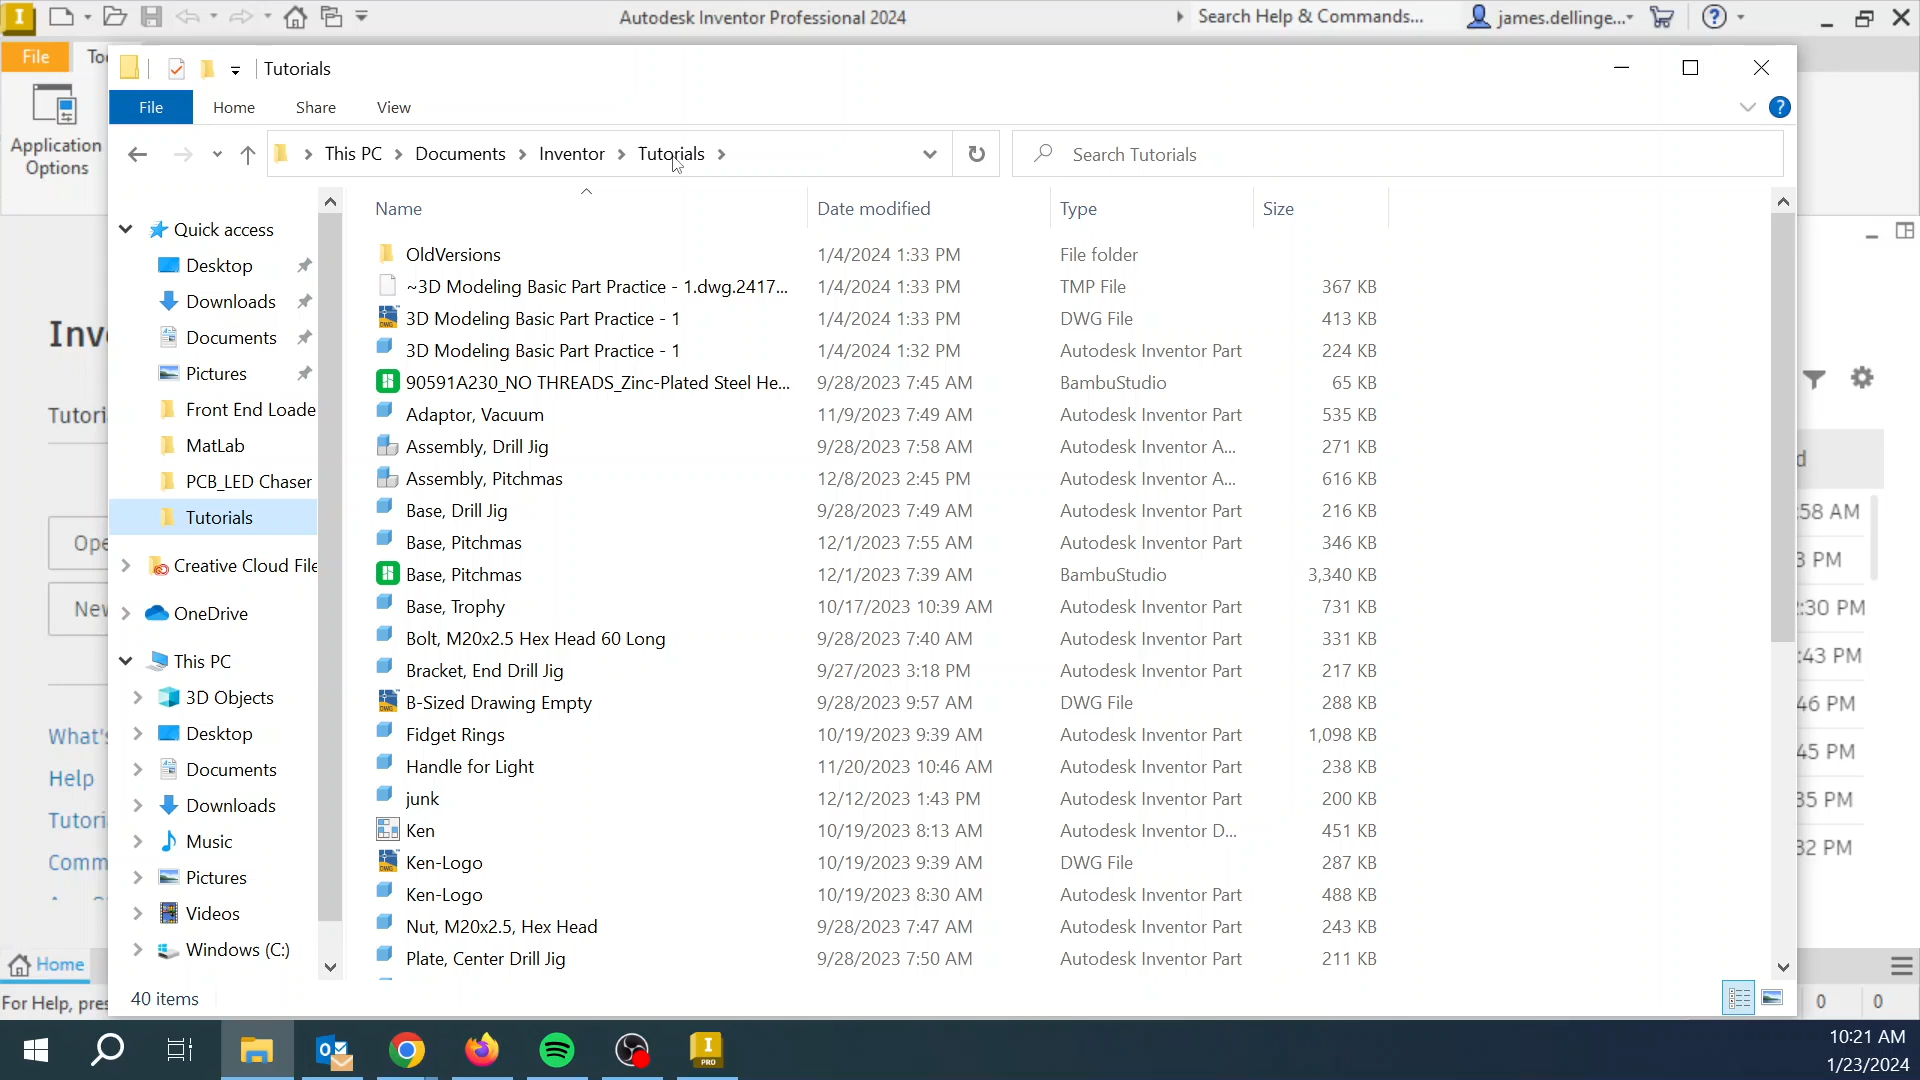 I Autodesk Inventor Professional 2024 Search Help & Commands... james.dellinge... ?
File
Tutorials
File Home Share View ?
Application
Options
This PC Documents Inventor Tutorials
Search Tutorials
Name Date modified Type Size
Quick access
Desktop
Downloads
Documents
Pictures
Front End Loade
MatLab
PCB_LED Chaser
Tutorials
Creative Cloud File
OneDrive
This PC
3D Objects
Desktop
Documents
Downloads
Music
Pictures
Videos
Windows (C:)
OldVersions 1/4/2024 1:33 PM File folder
~3D Modeling Basic Part Practice - 1.dwg.2417... 1/4/2024 1:33 PM TMP File 367 KB
3D Modeling Basic Part Practice - 1 1/4/2024 1:33 PM DWG File 413 KB
3D Modeling Basic Part Practice - 1 1/4/2024 1:32 PM Autodesk Inventor Part 224 KB
90591A230_NO THREADS_Zinc-Plated Steel He... 9/28/2023 7:45 AM BambuStudio 65 KB
Adaptor, Vacuum 11/9/2023 7:49 AM Autodesk Inventor Part 535 KB
Assembly, Drill Jig 9/28/2023 7:58 AM Autodesk Inventor A... 271 KB
Assembly, Pitchmas 12/8/2023 2:45 PM Autodesk Inventor A... 616 KB
Base, Drill Jig 9/28/2023 7:49 AM Autodesk Inventor Part 216 KB
Base, Pitchmas 12/1/2023 7:55 AM Autodesk Inventor Part 346 KB
Base, Pitchmas 12/1/2023 7:39 AM BambuStudio 3,340 KB
Base, Trophy 10/17/2023 10:39 AM Autodesk Inventor Part 731 KB
Bolt, M20x2.5 Hex Head 60 Long 9/28/2023 7:40 AM Autodesk Inventor Part 331 KB
Bracket, End Drill Jig 9/27/2023 3:18 PM Autodesk Inventor Part 217 KB
B-Sized Drawing Empty 9/28/2023 9:57 AM DWG File 288 KB
Fidget Rings 10/19/2023 9:39 AM Autodesk Inventor Part 1,098 KB
Handle for Light 11/20/2023 10:46 AM Autodesk Inventor Part 238 KB
junk 12/12/2023 1:43 PM Autodesk Inventor Part 200 KB
Ken 10/19/2023 8:13 AM Autodesk Inventor D... 451 KB
Ken-Logo 10/19/2023 9:39 AM DWG File 287 KB
Ken-Logo 10/19/2023 8:30 AM Autodesk Inventor Part 488 KB
Nut, M20x2.5, Hex Head 9/28/2023 7:47 AM Autodesk Inventor Part 243 KB
Plate, Center Drill Jig 9/28/2023 7:50 AM Autodesk Inventor Part 211 KB
40 items
Inv
Tutori
Ope
New
What's
Help
Tutori
Comm
d
:58 AM
3 PM
:30 PM
:43 PM
46 PM
45 PM
35 PM
32 PM
Home
For Help, pres
0 0
I PRO
10:21 AM
1/23/2024